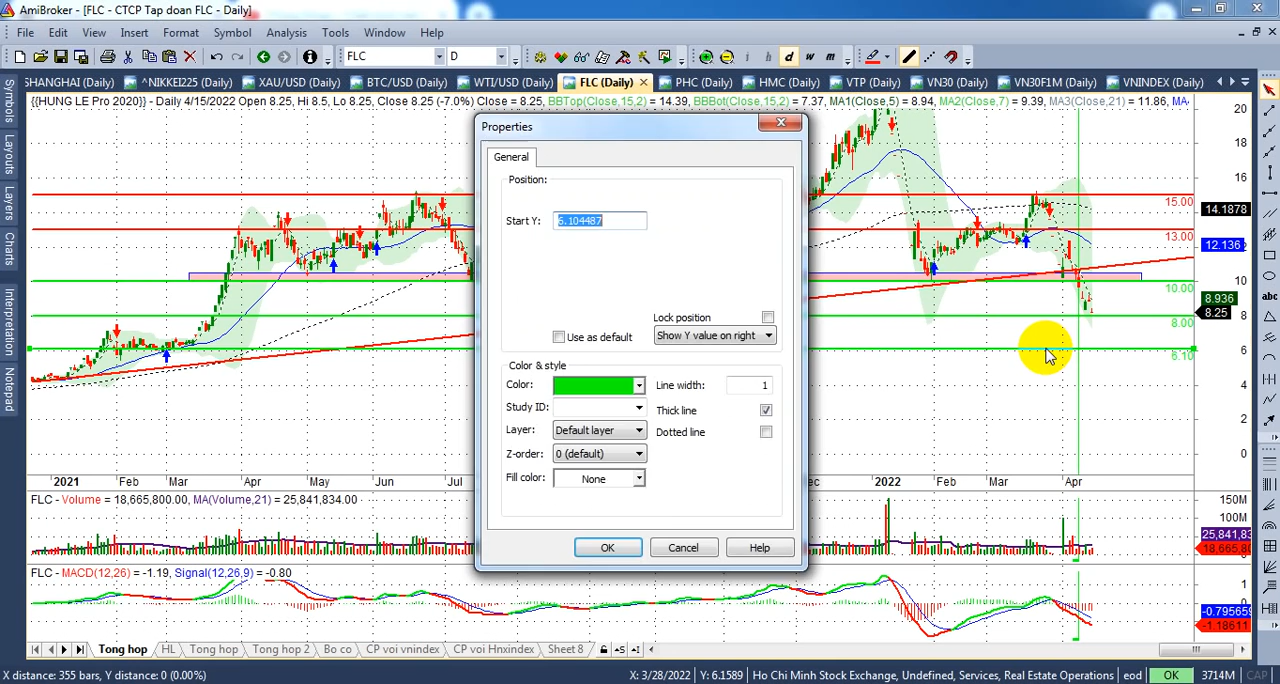 AmiBroker - [FLC - CTCP Tap doan FLC - Daily]
File Edit View Insert Format Symbol Analysis Tools Window Help
FLC D i h d w m
SHANGHAI (Daily) ^NIKKEI225 (Daily) XAU/USD (Daily) BTC/USD (Daily) WTI/USD (Daily) FLC (Daily) PHC (Daily) HMC (Daily) VTP (Daily) VN30 (Daily) VN30F1M (Daily) VNINDEX (Daily)
{{HUNG LE Pro 2020}} - Daily 4/15/2022 Open 8.25, Hi 8.5, Lo 8.25, Close 8.25 (-7.0%) Close = 8.25, BBTop(Close,15,2) = 14.39, BBBot(Close,15,2) = 7.37, MA1(Close,5) = 8.94, MA2(Close,7) = 9.39, MA3(Close,21) = 11.86, MA
Symbols
Layouts
Layers
Charts
Interpretation
Notepad
Properties
General
Position:
Start Y: 6.104487
Lock position
Use as default
Show Y value on right
Color & style
Color:
Line width: 1
Study ID:
Thick line
Layer: Default layer
Dotted line
Z-order: 0 (default)
Fill color: None
OK Cancel Help
20
18
16
15.00
14.1878
13.00
12.136
10
10.00
8.936
8.25
8
8.00
6
6.10
4
2
0
abc
2021 Feb Mar Apr May Jun Jul
2022 Feb Mar Apr
FLC - Volume = 18,665,800.00, MA(Volume,21) = 25,841,834.00
150M
100M
25,841,83
18,665,80
FLC - MACD(12,26) = -1.19, Signal(12,26,9) = -0.80
1
0
-0.795659
-1.18611
Tong hop HL Tong hop Tong hop 2 Bo co CP voi vnindex CP voi Hnxindex Sheet 8
X distance: 355 bars, Y distance: 0 (0.00%) X: 3/28/2022 Y: 6.1589 Ho Chi Minh Stock Exchange, Undefined, Services, Real Estate Operations eod OK 3714M CAP